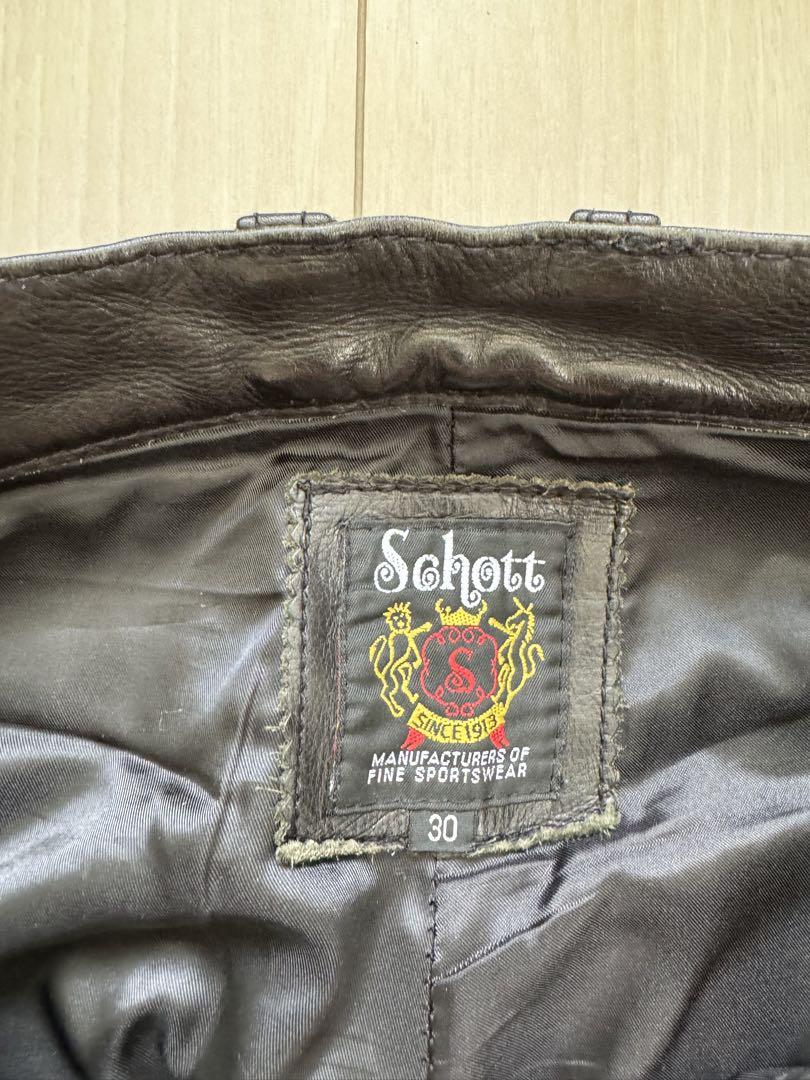 Schott
S
SINCE 1913
MANUFACTURERS OF
FINE SPORTSWEAR
30